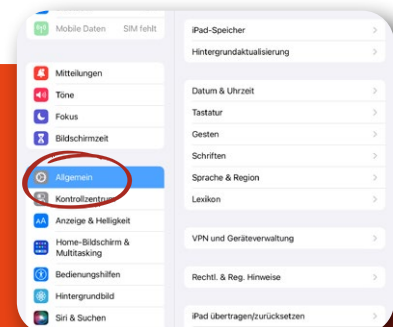 Mobile Daten SIM fehlt
Mitteilungen
Töne
Fokus
Bildschirmzeit
Allgemein
Kontrollzentrum
Anzeige & Helligkeit
Home-Bildschirm &
Multitasking
Bedienungshilfen
Hintergrundbild
Siri & Suchen
iPad-Speicher
Hintergrundaktualisierung
Datum & Uhrzeit
Tastatur
Gesten
Schriften
Sprache & Region
Lexikon
VPN und Geräteverwaltung
Rechtl. & Reg. Hinweise
iPad übertragen/zurücksetzen